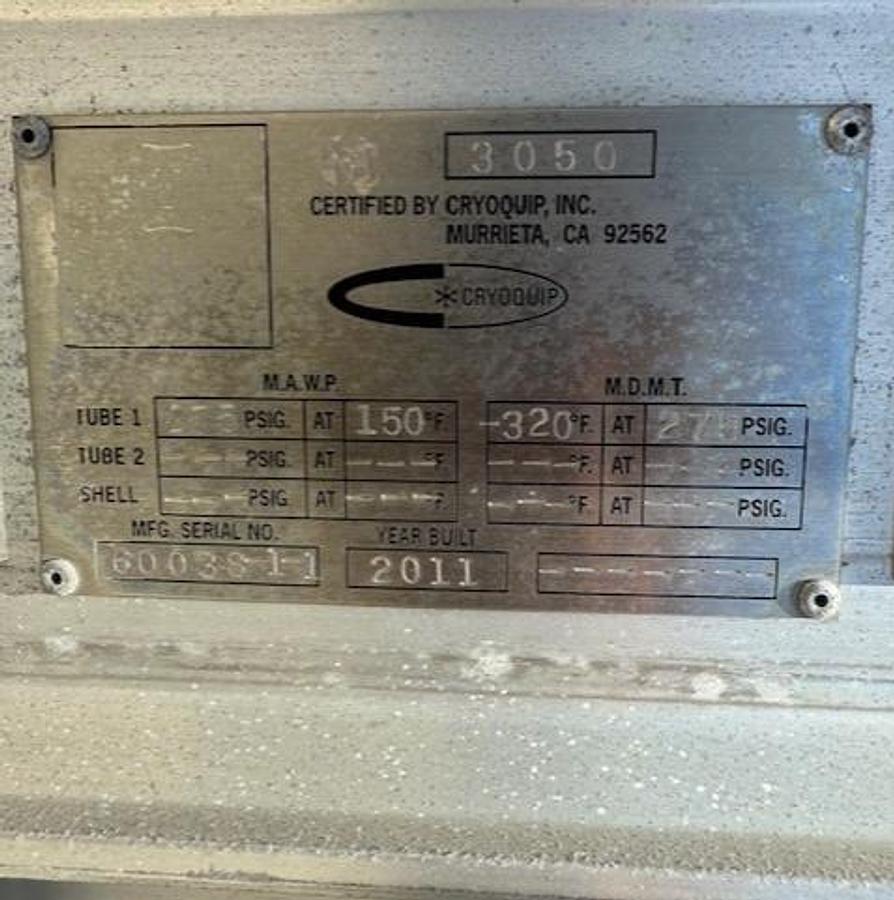 3050
CERTIFIED BY CRYOQUIP, INC.
MURRIETA, CA 92562
CRYOQUIP
M.A.W.P. M.D.M.T.
TUBE 1 PSIG. AT 150 °F. -320 °F. AT PSIG.
TUBE 2 --- PSIG. AT --- °F. --- °F. AT --- PSIG.
SHELL --- PSIG. AT --- °F. --- °F. AT --- PSIG.
MFG. SERIAL NO. YEAR BUILT
2011 -------